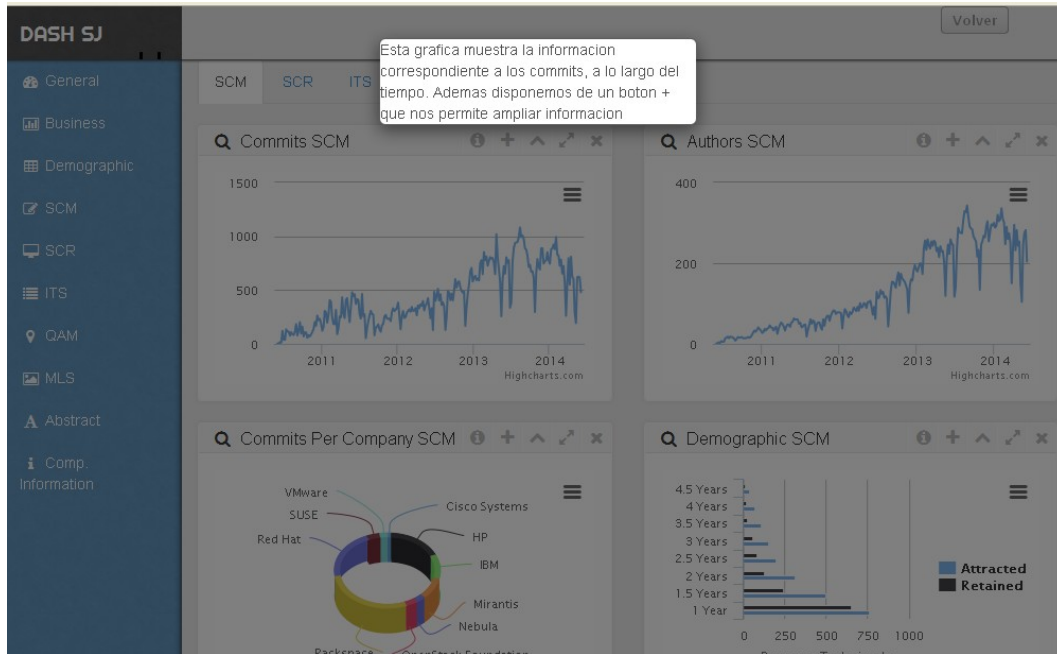 DASH SJ
Volver
Esta grafica muestra la informacion
correspondiente a los commits, a lo largo del
tiempo. Ademas disponemos de un boton +
que nos permite ampliar informacion
General
Business
Demographic
SCM
SCR
ITS
QAM
MLS
Abstract
Comp.
Information
SCM SCR ITS
Commits SCM
1500
1000
500
0
2011 2012 2013 2014
Highcharts.com
Authors SCM
400
200
0
2011 2012 2013 2014
Highcharts.com
Commits Per Company SCM
VMware
SUSE
Red Hat
Cisco Systems
HP
IBM
Mirantis
Nebula
OpenStack Foundation
Rackspace
Demographic SCM
4.5 Years
4 Years
3.5 Years
3 Years
2.5 Years
2 Years
1.5 Years
1 Year
0 250 500 750 1000
Attracted
Retained